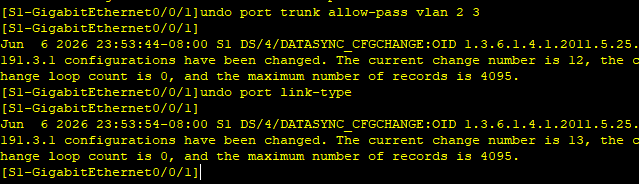 [S1-GigabitEthernet0/0/1]undo port trunk allow-pass vlan 2 3
[S1-GigabitEthernet0/0/1]
Jun  6 2026 23:53:44-08:00 S1 DS/4/DATASYNC_CFGCHANGE:OID 1.3.6.1.4.1.2011.5.25.
191.3.1 configurations have been changed. The current change number is 12, the c
hange loop count is 0, and the maximum number of records is 4095.
[S1-GigabitEthernet0/0/1]undo port link-type
[S1-GigabitEthernet0/0/1]
Jun  6 2026 23:53:54-08:00 S1 DS/4/DATASYNC_CFGCHANGE:OID 1.3.6.1.4.1.2011.5.25.
191.3.1 configurations have been changed. The current change number is 13, the c
hange loop count is 0, and the maximum number of records is 4095.
[S1-GigabitEthernet0/0/1]